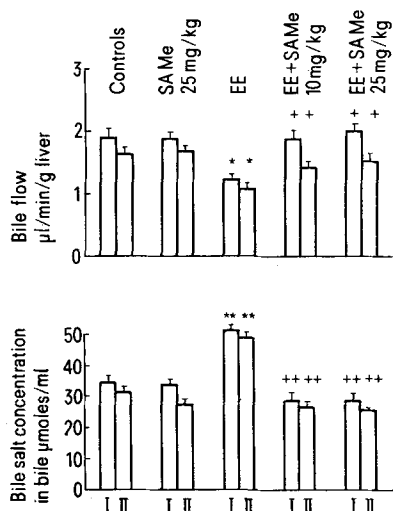 Controls
SAMe
25 mg/kg
EE
EE+SAMe
10 mg/kg
EE+SAMe
25 mg/kg
Bile flow
µl/min/g liver
3
2
1
0
* *
+ +
+ +
Bile salt concentration
in bile µmoles/ml
50
40
30
20
10
0
** **
++ ++
++ ++
I II I II I II I II I II